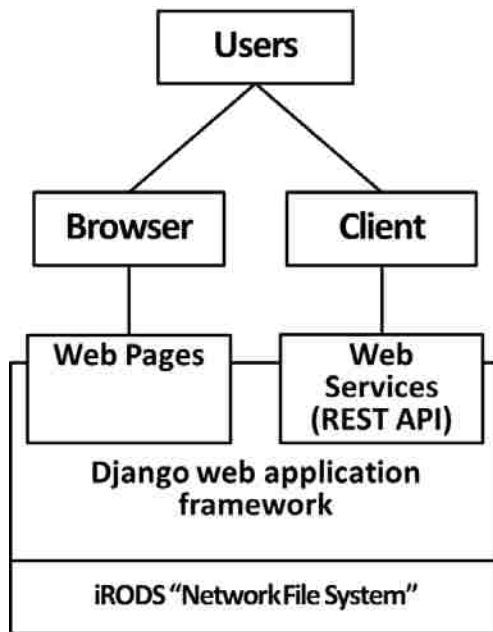 Users
Browser
Client
Web Pages
Web
Services
(REST API)
Django web application
framework
iRODS “Network File System”